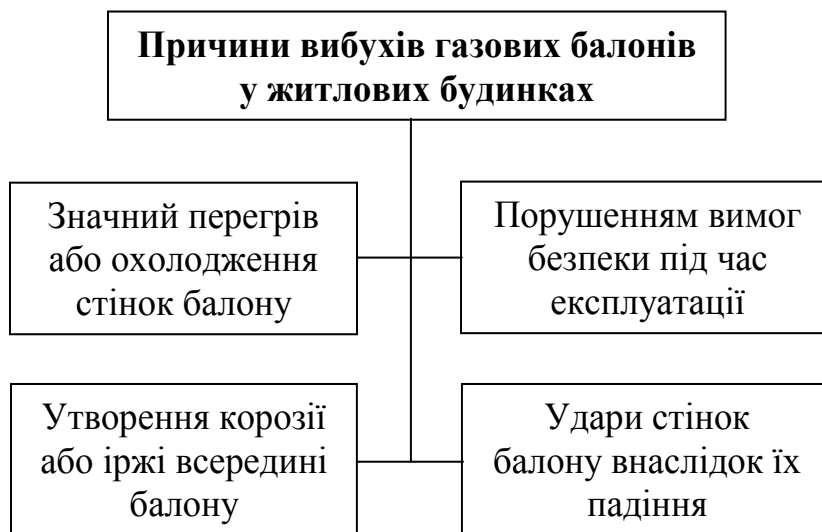 Причини вибухів газових балонів
у житлових будинках
Значний перегрів
або охолодження
стінок балону
Порушенням вимог
безпеки під час
експлуатації
Утворення корозії
або іржі всередині
балону
Удари стінок
балону внаслідок їх
падіння